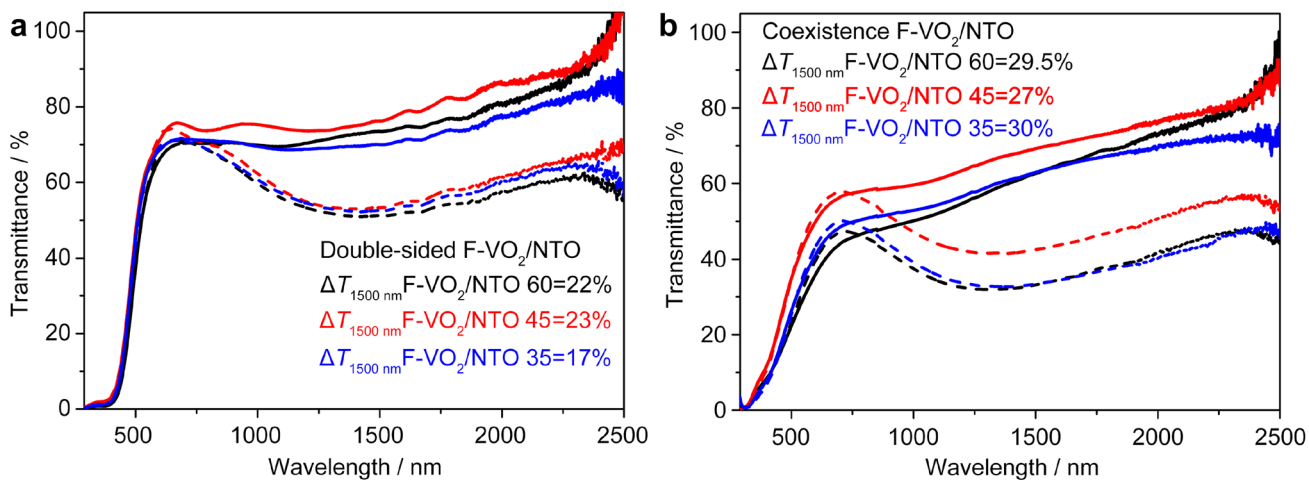 a
100
80
60
40
20
0
Transmittance / %
Double-sided F-VO₂/NTO
ΔT₁₅₀₀ ₙₘF-VO₂/NTO 60=22%
ΔT₁₅₀₀ ₙₘF-VO₂/NTO 45=23%
ΔT₁₅₀₀ ₙₘF-VO₂/NTO 35=17%
500 1000 1500 2000 2500
Wavelength / nm
b
100
80
60
40
20
0
Transmittance / %
Coexistence F-VO₂/NTO
ΔT₁₅₀₀ ₙₘF-VO₂/NTO 60=29.5%
ΔT₁₅₀₀ ₙₘF-VO₂/NTO 45=27%
ΔT₁₅₀₀ ₙₘF-VO₂/NTO 35=30%
500 1000 1500 2000 2500
Wavelength / nm